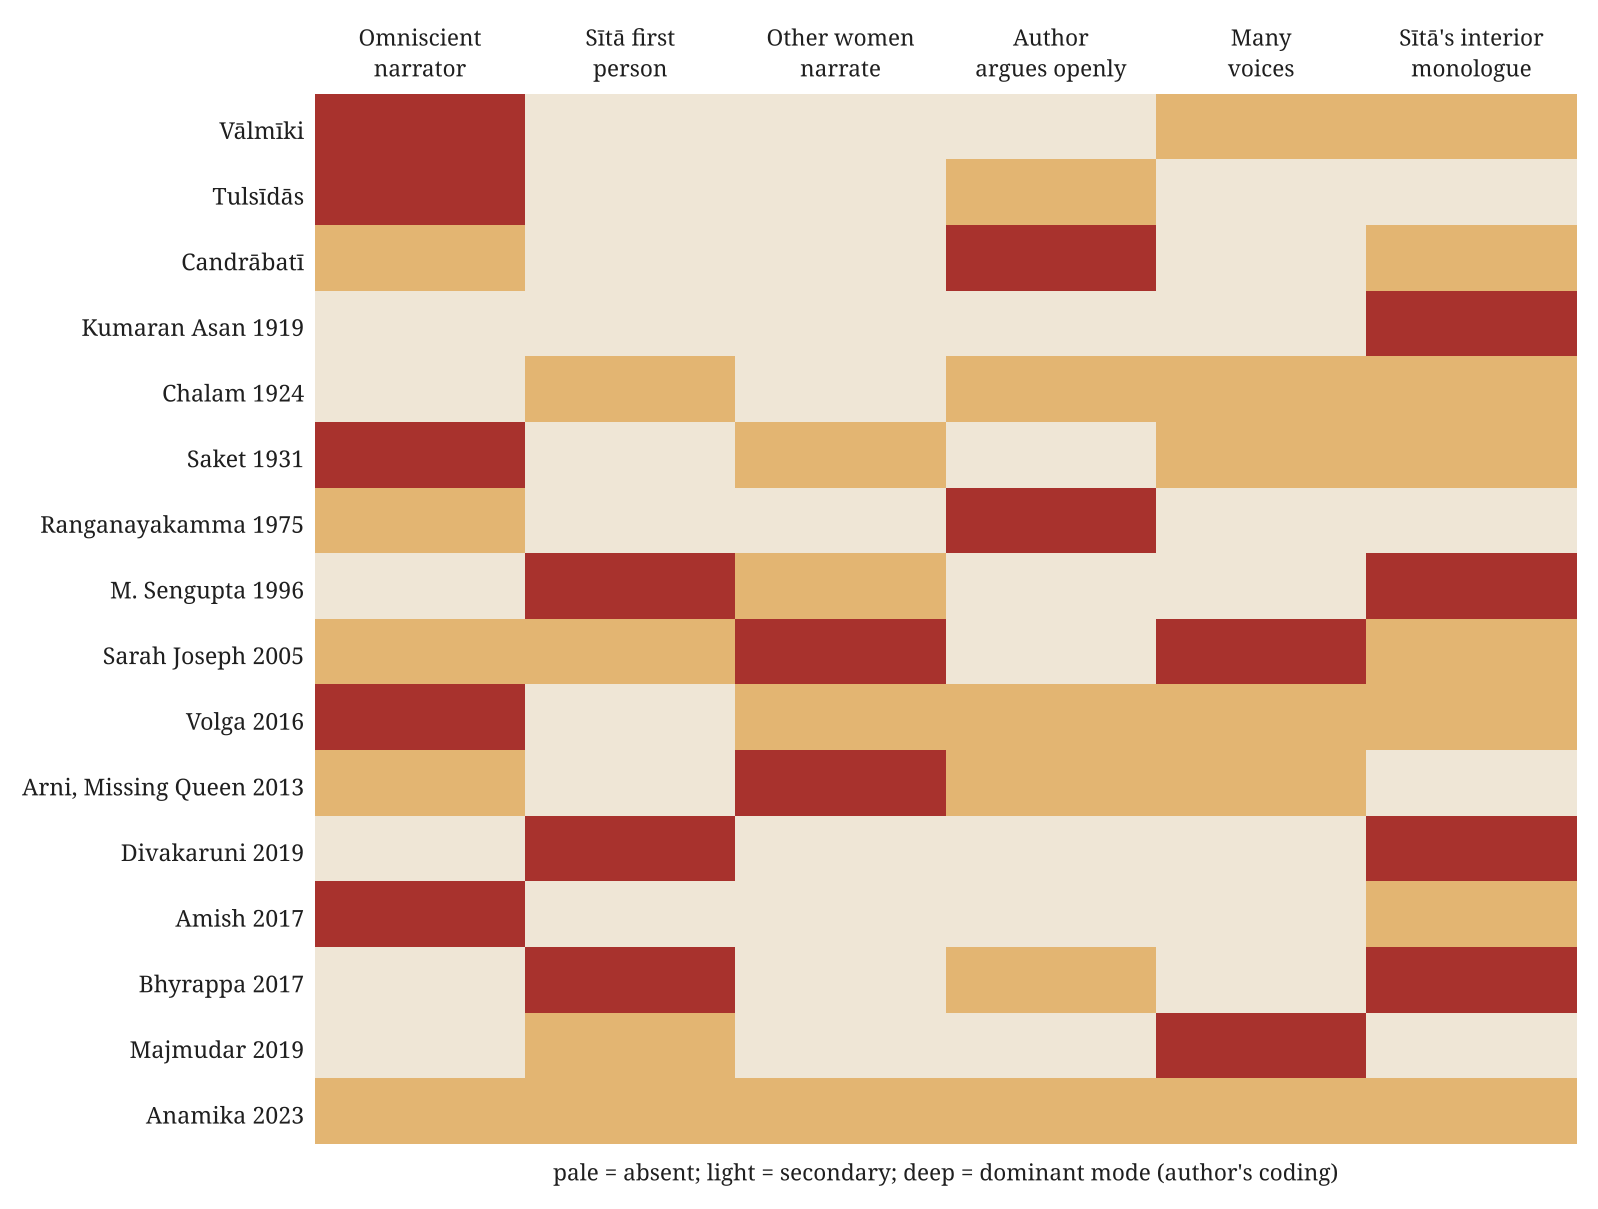 Omniscient
narrator
Sītā first
person
Other women
narrate
Author
argues openly
Many
voices
Sītā's interior
monologue
Vālmīki
Tulsīdās
Candrābatī
Kumaran Asan 1919
Chalam 1924
Saket 1931
Ranganayakamma 1975
M. Sengupta 1996
Sarah Joseph 2005
Volga 2016
Arni, Missing Queen 2013
Divakaruni 2019
Amish 2017
Bhyrappa 2017
Majmudar 2019
Anamika 2023
pale = absent; light = secondary; deep = dominant mode (author's coding)